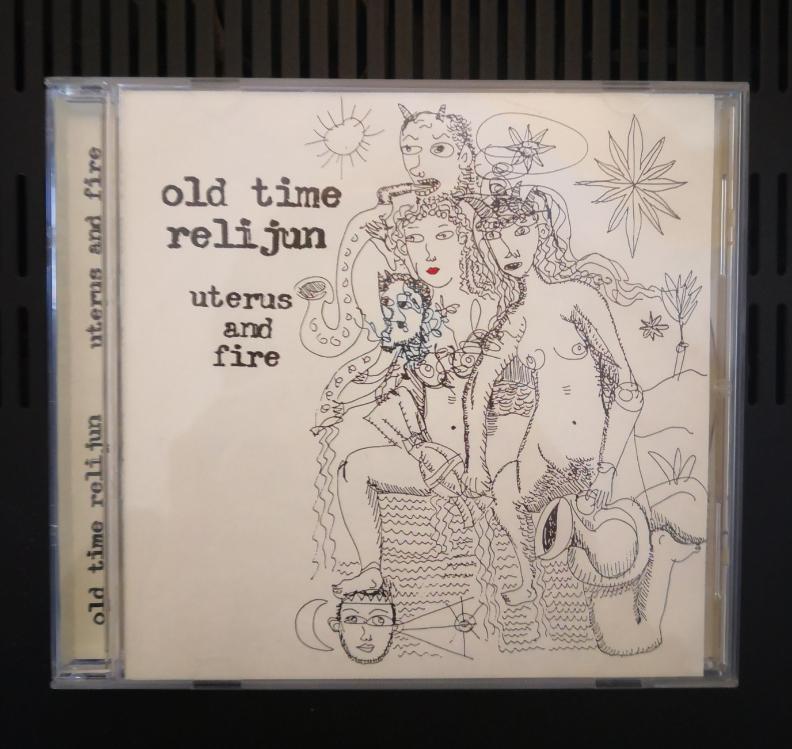 old time
relijun
uterus
and
fire
old time relijun uterus and fire